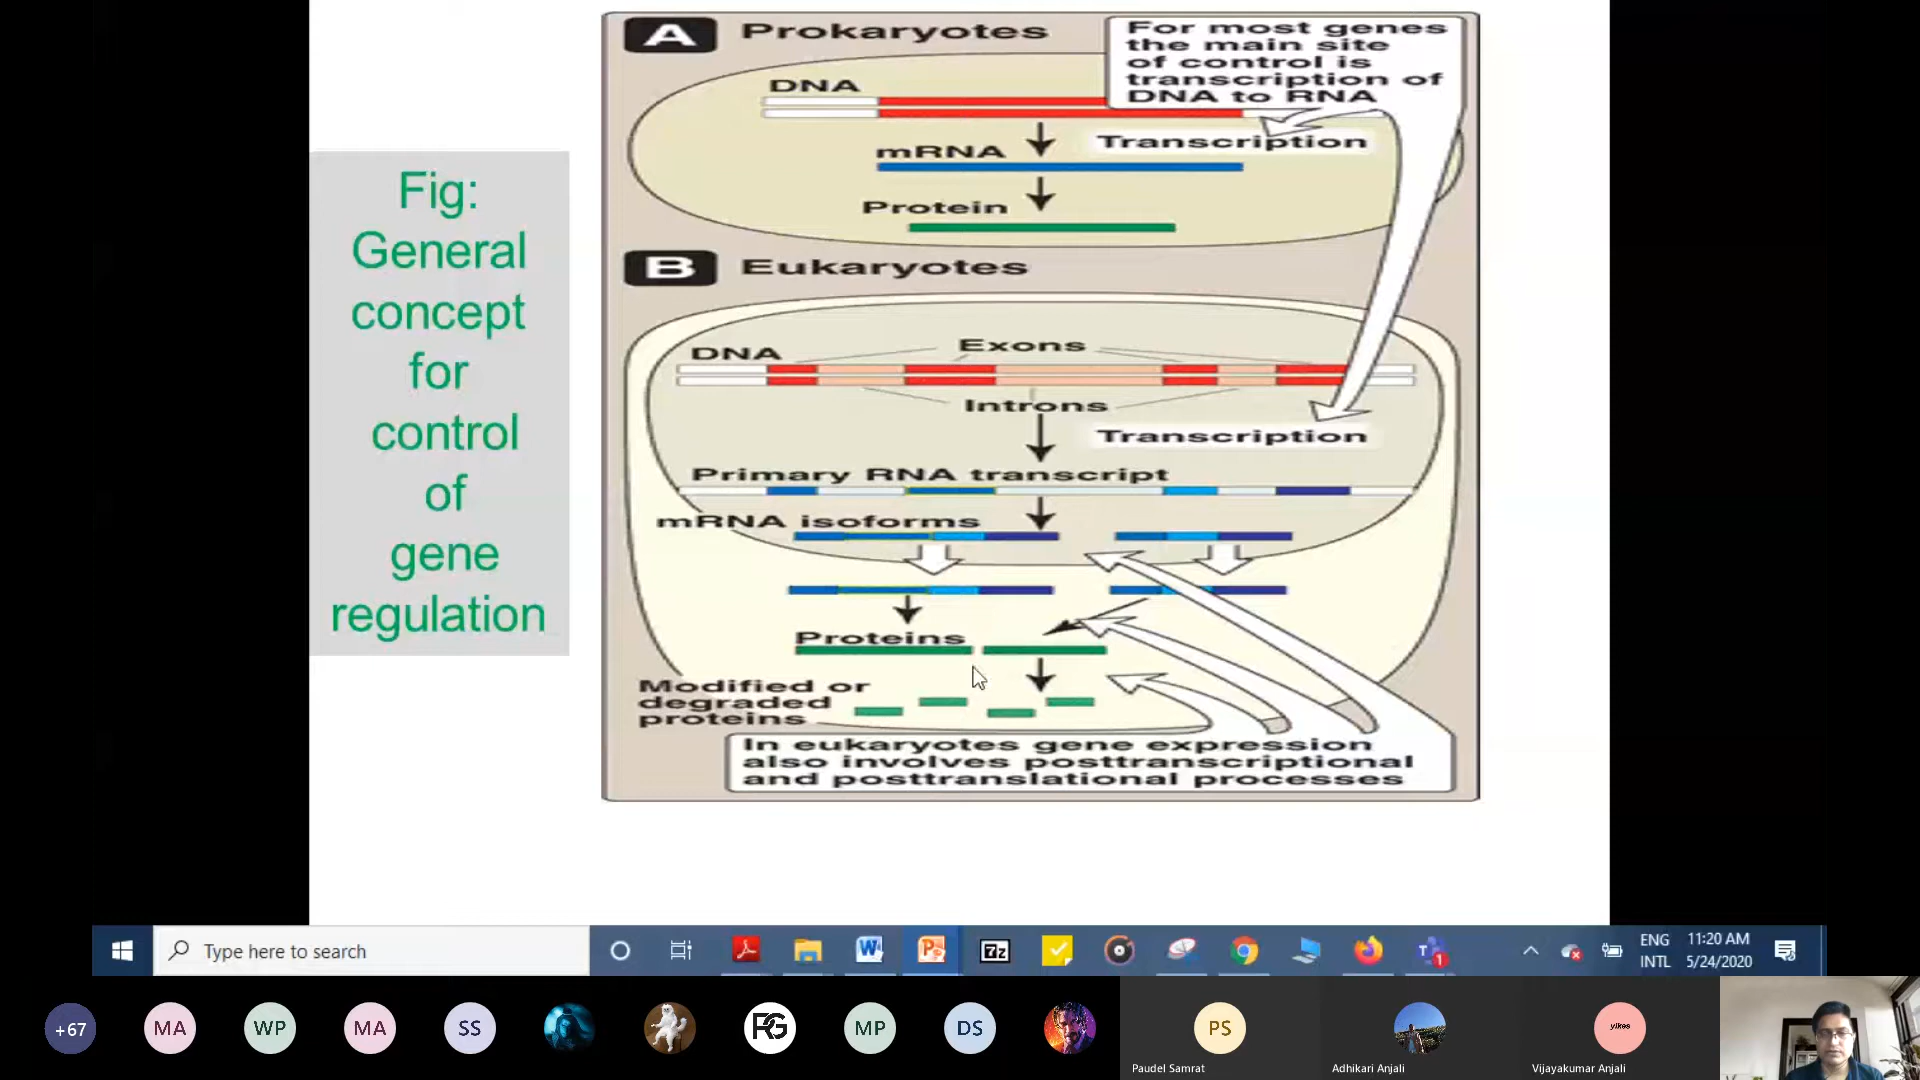 Fig:
General
concept
for
control
of
gene
regulation
A Prokaryotes
For most genes
the main site
of control is
transcription of
DNA to RNA
DNA
Transcription
mRNA
Protein
B Eukaryotes
DNA
Exons
Introns
Transcription
Primary RNA transcript
mRNA isoforms
Proteins
Modified or
degraded
proteins
In eukaryotes gene expression
also involves posttranscriptional
and posttranslational processes
Type here to search
ENG
INTL
11:20 AM
5/24/2020
+67
MA
WP
MA
SS
RG
MP
DS
PS
Paudel Samrat
Adhikari Anjali
yikes
Vijayakumar Anjali